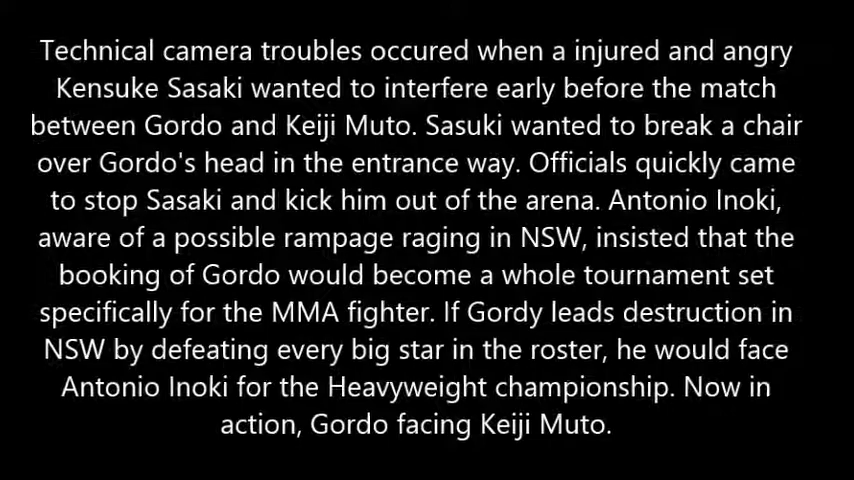 Technical camera troubles occured when a injured and angry
Kensuke Sasaki wanted to interfere early before the match
between Gordo and Keiji Muto. Sasuki wanted to break a chair
over Gordo's head in the entrance way. Officials quickly came
to stop Sasaki and kick him out of the arena. Antonio Inoki,
aware of a possible rampage raging in NSW, insisted that the
booking of Gordo would become a whole tournament set
specifically for the MMA fighter. If Gordy leads destruction in
NSW by defeating every big star in the roster, he would face
Antonio Inoki for the Heavyweight championship. Now in
action, Gordo facing Keiji Muto.